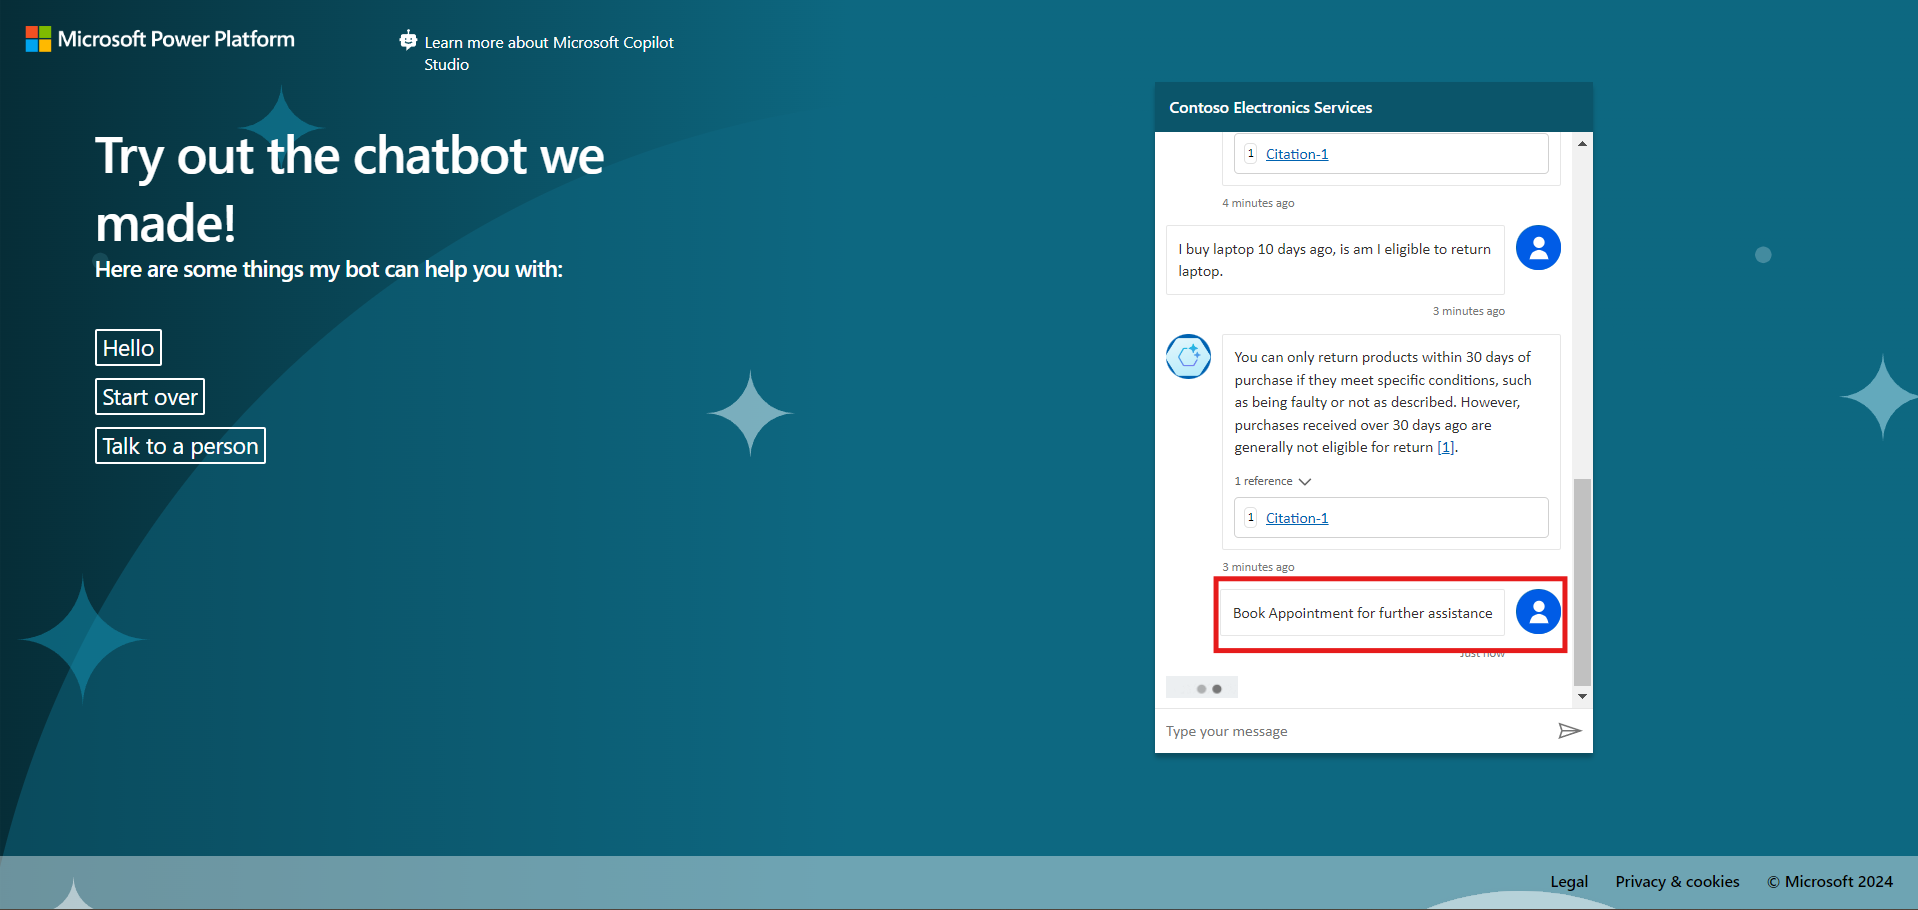 Microsoft Power Platform
Learn more about Microsoft Copilot
Studio
Try out the chatbot we
made!
Here are some things my bot can help you with:
Hello
Start over
Talk to a person
Contoso Electronics Services
1 Citation-1
4 minutes ago
I buy laptop 10 days ago, is am I eligible to return
laptop.
3 minutes ago
You can only return products within 30 days of
purchase if they meet specific conditions, such
as being faulty or not as described. However,
purchases received over 30 days ago are
generally not eligible for return [1].
1 reference
1 Citation-1
3 minutes ago
Book Appointment for further assistance
Just now
Type your message
Legal
Privacy & cookies
© Microsoft 2024